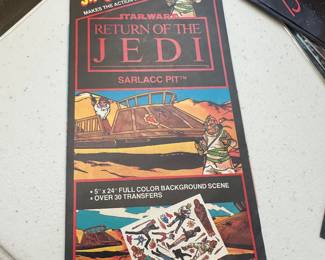 MAKES THE ACTION
STAR WARS
RETURN OF THE
JEDI
SARLACC PIT™
• 5" x 24" FULL COLOR BACKGROUND SCENE
• OVER 30 TRANSFERS